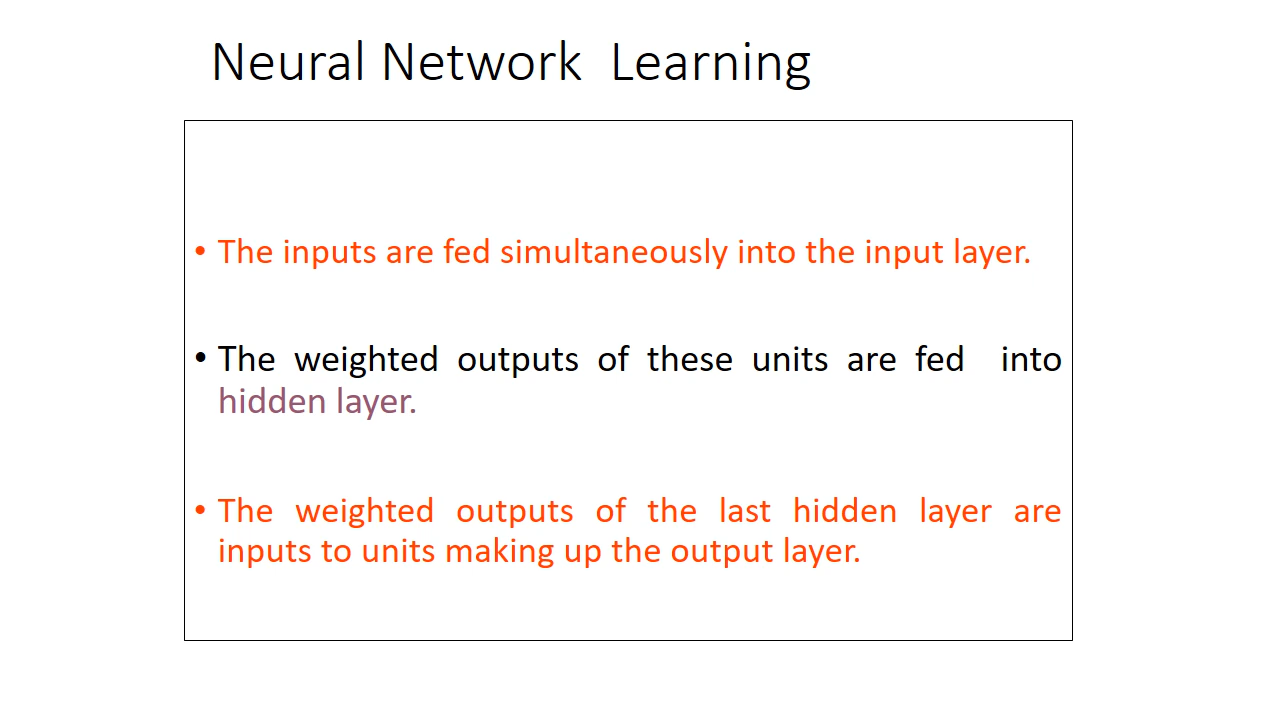 Neural Network  Learning
• The inputs are fed simultaneously into the input layer.
• The weighted outputs of these units are fed  into
hidden layer.
• The weighted outputs of the last hidden layer are
inputs to units making up the output layer.